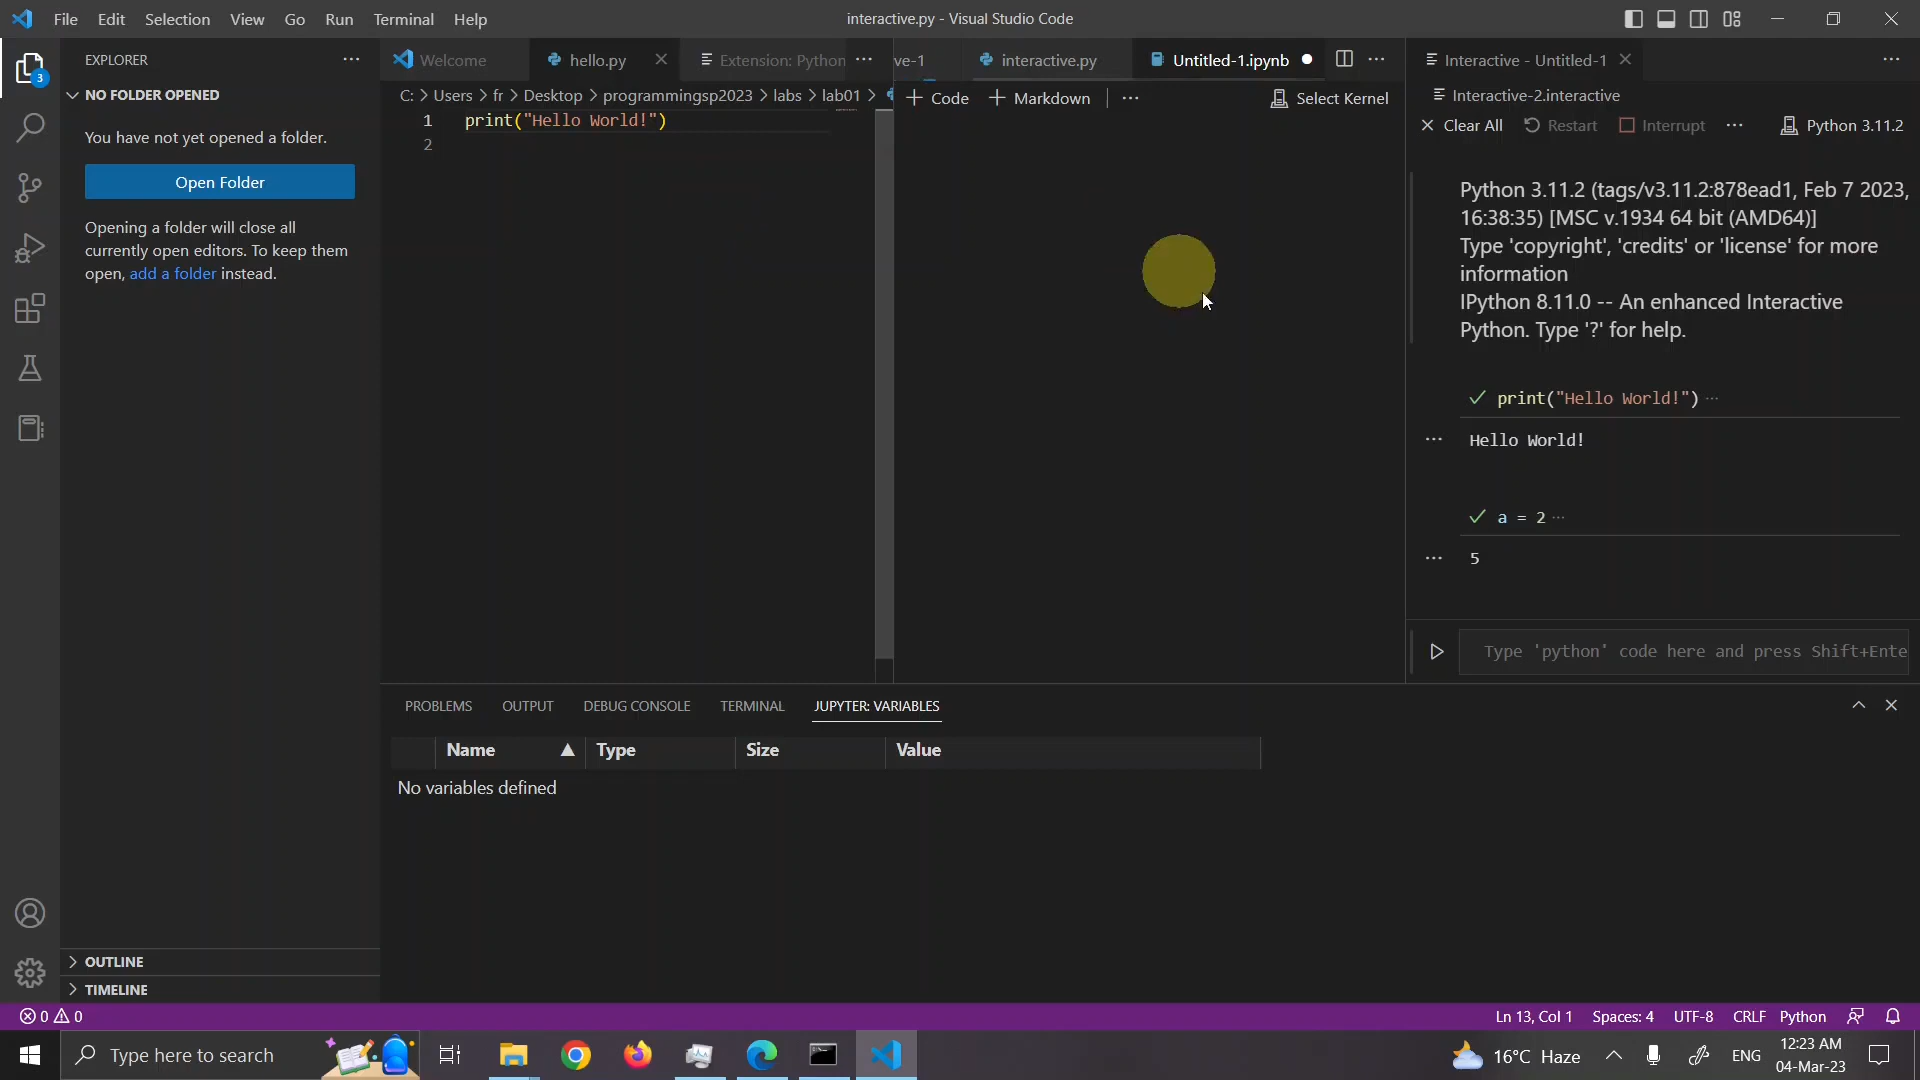 File Edit Selection View Go Run Terminal Help
interactive.py - Visual Studio Code
EXPLORER
3
NO FOLDER OPENED
You have not yet opened a folder.
Open Folder
Opening a folder will close all
currently open editors. To keep them
open, add a folder instead.
OUTLINE
TIMELINE
Welcome
hello.py
Extension: Python
C: > Users > fr > Desktop > programmingsp2023 > labs > lab01 >
1 print("Hello World!")
2
ve-1
interactive.py
Untitled-1.ipynb
+ Code + Markdown
Select Kernel
Interactive - Untitled-1
Interactive-2.interactive
Clear All Restart Interrupt
Python 3.11.2
Python 3.11.2 (tags/v3.11.2:878ead1, Feb 7 2023,
16:38:35) [MSC v.1934 64 bit (AMD64)]
Type 'copyright', 'credits' or 'license' for more
information
IPython 8.11.0 -- An enhanced Interactive
Python. Type '?' for help.
print("Hello World!") ...
Hello World!
a = 2 ...
5
Type 'python' code here and press Shift+Ente
PROBLEMS OUTPUT DEBUG CONSOLE TERMINAL JUPYTER: VARIABLES
Name Type Size Value
No variables defined
0 0
Ln 13, Col 1 Spaces: 4 UTF-8 CRLF Python
Type here to search
16°C Haze
ENG
12:23 AM
04-Mar-23